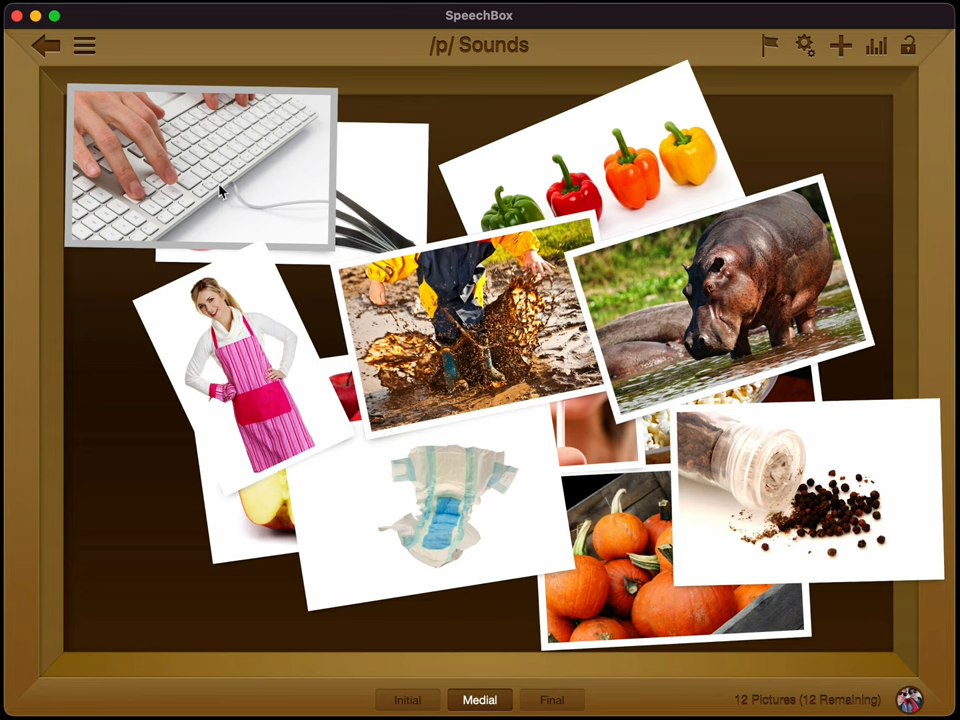 SpeechBox
/p/ Sounds
Initial
Medial
Final
12 Pictures (12 Remaining)